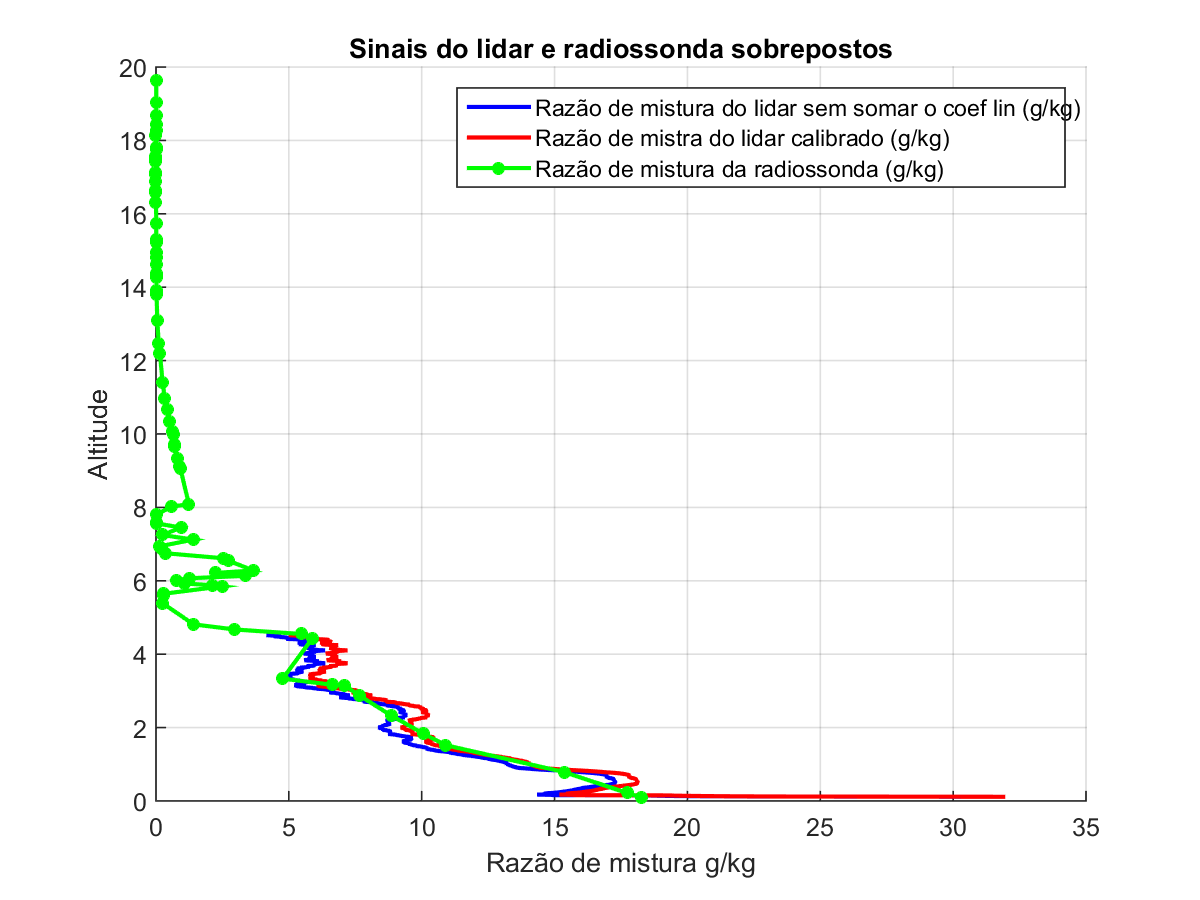 Sinais do lidar e radiossonda sobrepostos
Razão de mistura do lidar sem somar o coef lin (g/kg)
Razão de mistra do lidar calibrado (g/kg)
Razão de mistura da radiossonda (g/kg)
Altitude
20
18
16
14
12
10
8
6
4
2
0
0 5 10 15 20 25 30 35
Razão de mistura g/kg